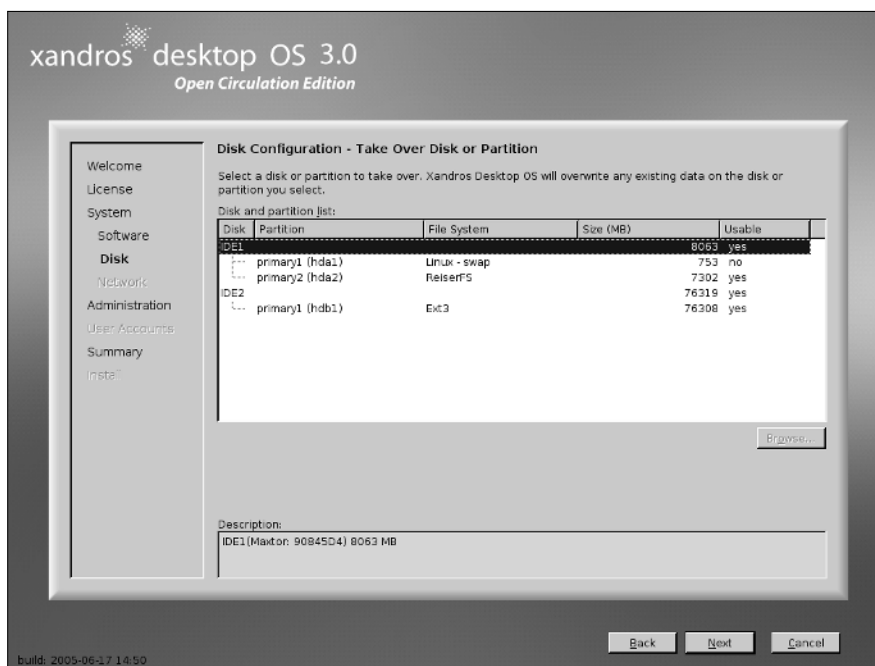 xandros desktop OS 3.0
Open Circulation Edition
Welcome
License
System
Software
Disk
Network
Administration
User Accounts
Summary
Install
Disk Configuration - Take Over Disk or Partition
Select a disk or partition to take over. Xandros Desktop OS will overwrite any existing data on the disk or
partition you select.
Disk and partition list:
Disk Partition File System Size (MB) Usable
IDE1 8063 yes
primary1 (hda1) Linux - swap 753 no
primary2 (hda2) ReiserFS 7302 yes
IDE2 76319 yes
primary1 (hdb1) Ext3 76308 yes
Browse...
Description:
IDE1(Maxtor: 90845D4) 8063 MB
Back Next Cancel
build: 2005-06-17 14:50